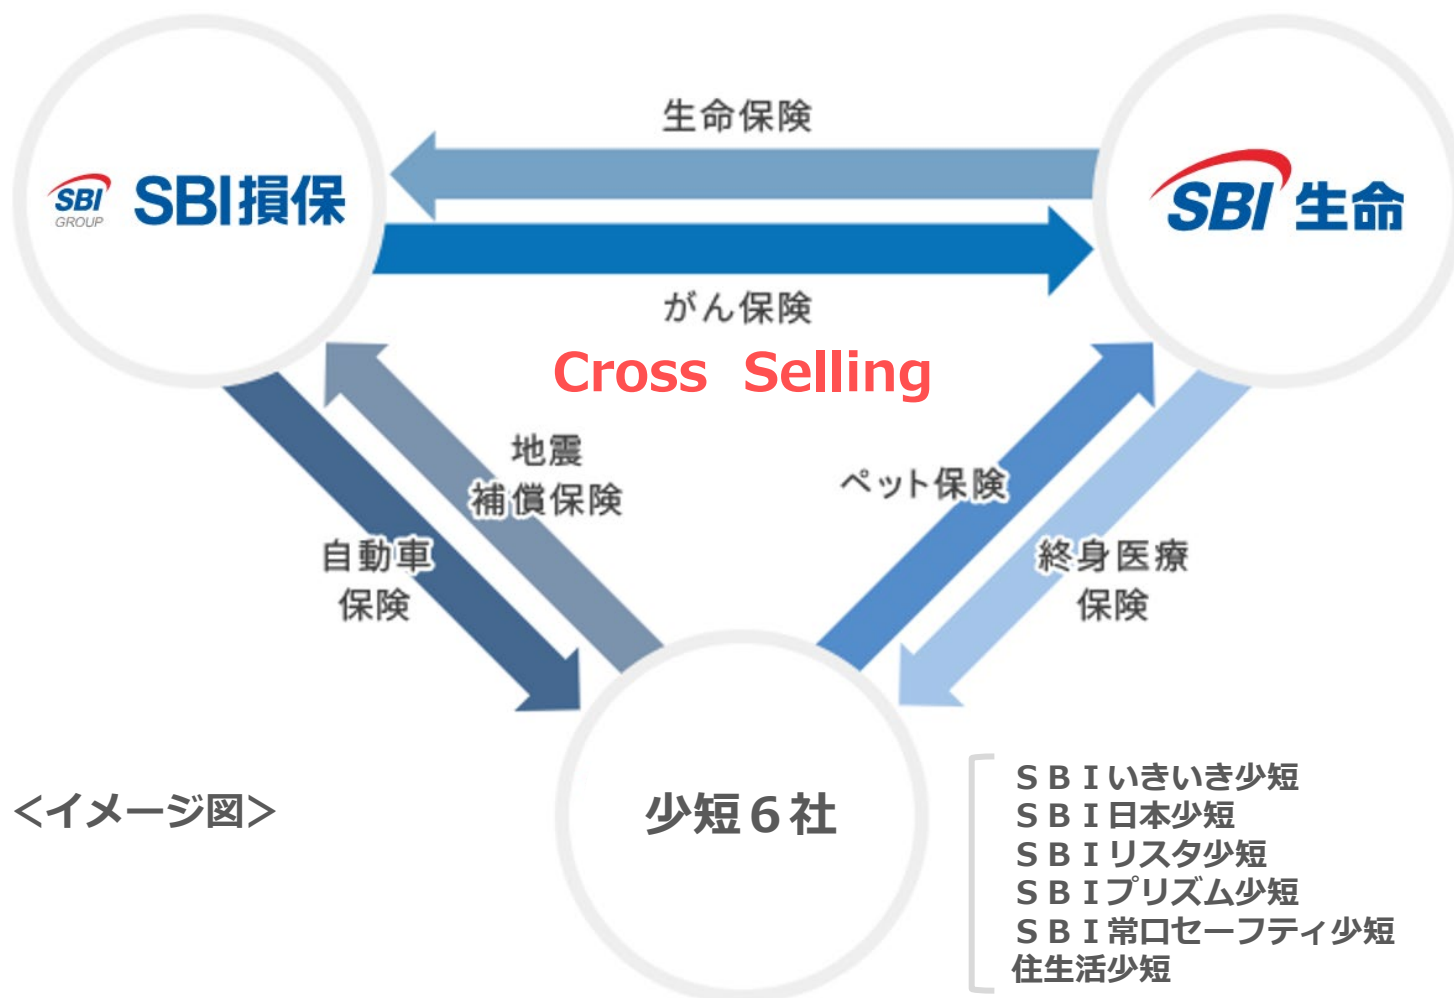 生命保険
SBI
GROUP
SBI損保
SBI生命
がん保険
Cross Selling
地震
補償保険
ペット保険
自動車
保険
終身医療
保険
<イメージ図>
少短6社
SBIいきいき少短
SBI日本少短
SBIリスタ少短
SBIプリズム少短
SBI常口セーフティ少短
住生活少短